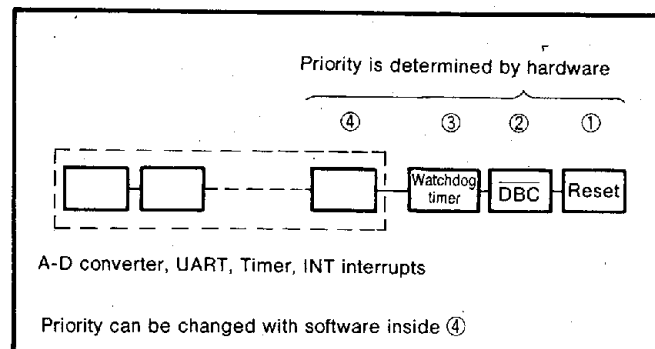 Priority is determined by hardware
④ ③ ② ①
Watchdog
timer
D̅B̅C̅
Reset
A-D converter, UART, Timer, INT interrupts
Priority can be changed with software inside ④